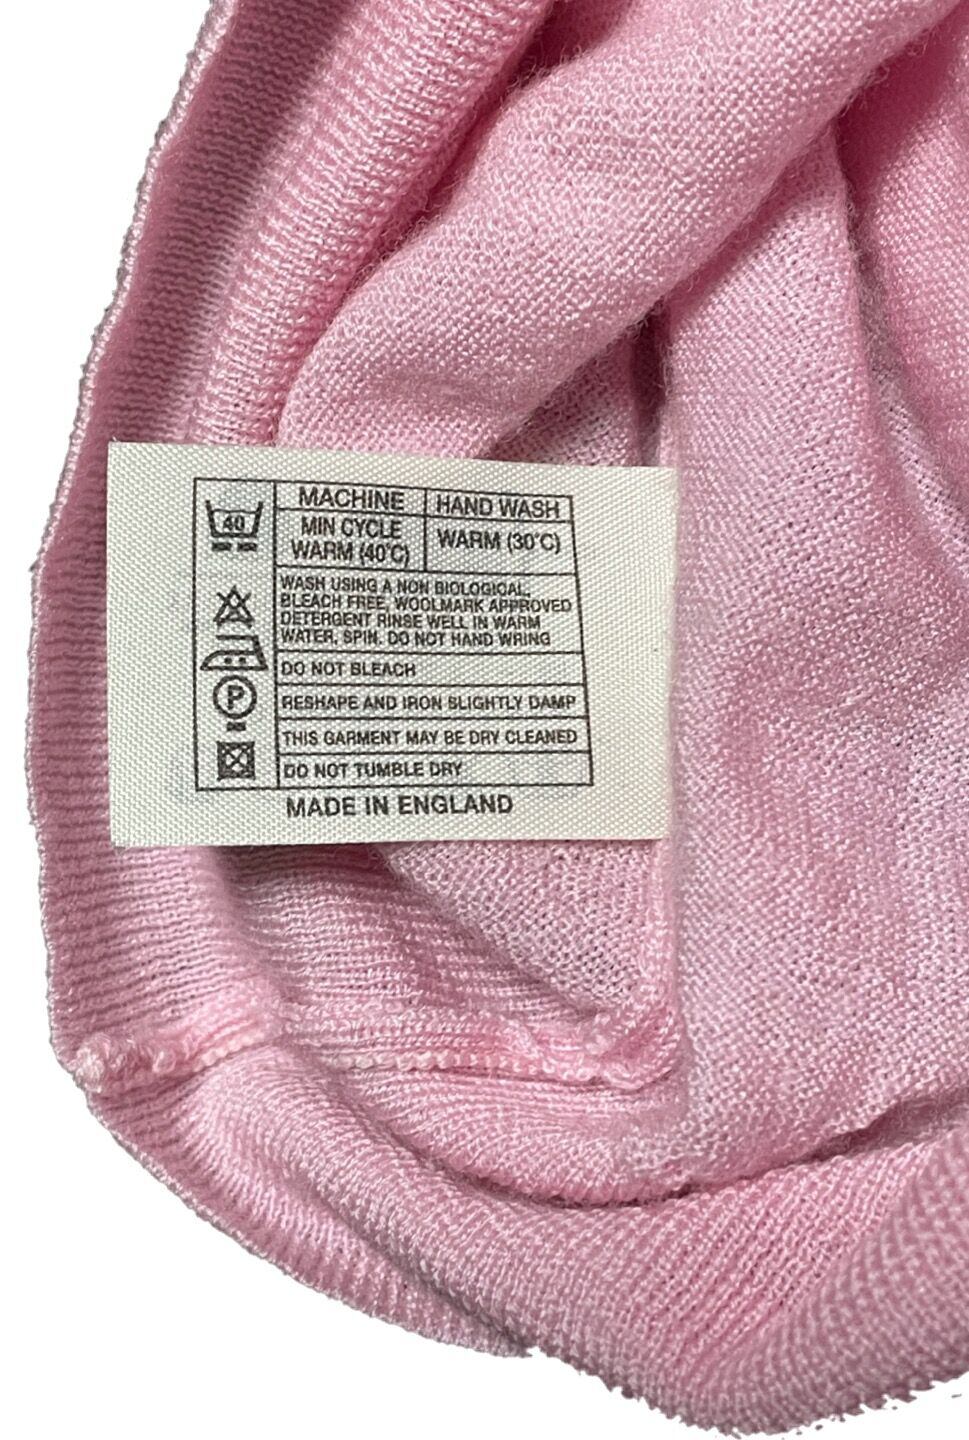 40
MACHINE HAND WASH
MIN CYCLE
WARM (40°C) WARM (30°C)
WASH USING A NON BIOLOGICAL,
BLEACH FREE, WOOLMARK APPROVED
DETERGENT RINSE WELL IN WARM
WATER, SPIN. DO NOT HAND WRING
DO NOT BLEACH
RESHAPE AND IRON SLIGHTLY DAMP
P
THIS GARMENT MAY BE DRY CLEANED
DO NOT TUMBLE DRY
MADE IN ENGLAND